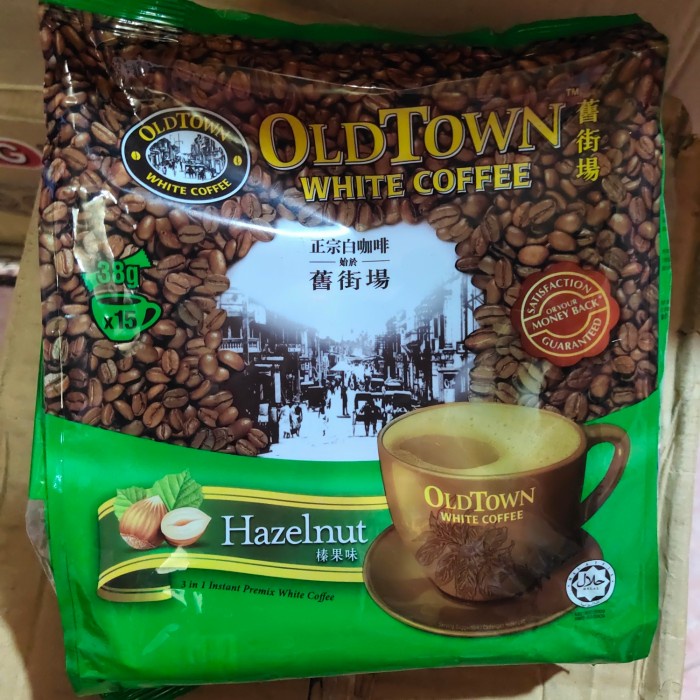 OLDTOWN
WHITE COFFEE
OLDTOWN
WHITE COFFEE
TM
舊街場
正宗白咖啡
始於
舊街場
38g
x15
SATISFACTION
OR YOUR
MONEY BACK*
GUARANTEED
Hazelnut
榛果味
3 in 1 Instant Premix White Coffee
OLDTOWN
WHITE COFFEE
حلال
G